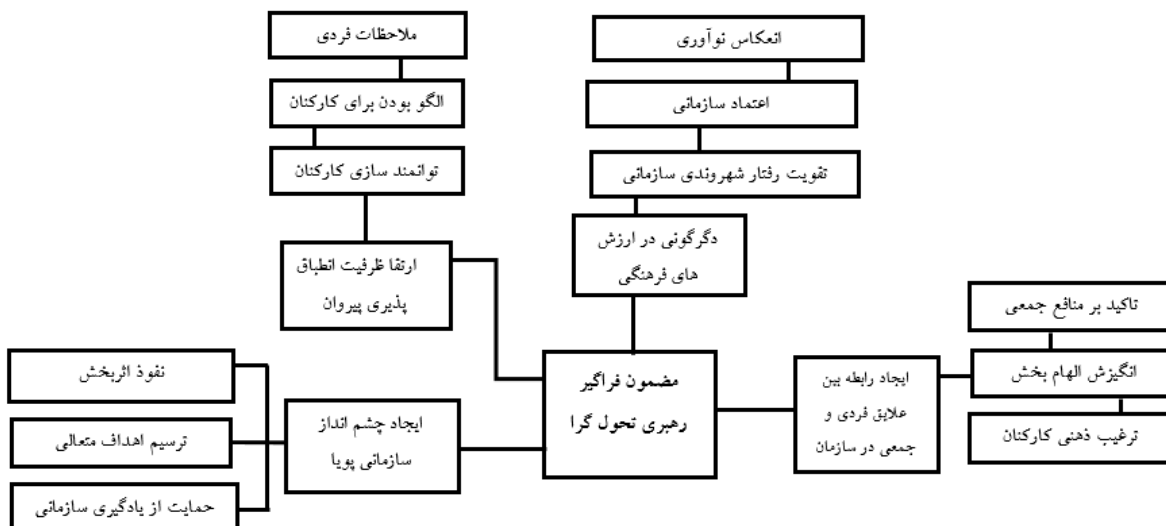 ملاحظات فردی
الگو بودن برای کارکنان
توانمند سازی کارکنان
ارتقا ظرفیت انطباق
پذیری پیروان
انعکاس نوآوری
اعتماد سازمانی
تقویت رفتار شهروندی سازمانی
دگرگونی در ارزش
های فرهنگی
تاکید بر منافع جمعی
انگیزش الهام بخش
ترغیب ذهنی کارکنان
ایجاد رابطه بین
علایق فردی و
جمعی در سازمان
مضمون فراگیر
رهبری تحول گرا
ایجاد چشم انداز
سازمانی پویا
نفوذ اثربخش
ترسیم اهداف متعالی
حمایت از یادگیری سازمانی